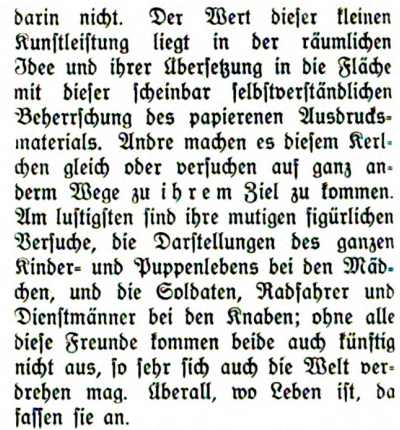 darin nicht. Der Wert dieser kleinen
Kunstleistung liegt in der räumlichen
Idee und ihrer Übersetzung in die Fläche
mit dieser scheinbar selbstverständlichen
Beherrschung des papierenen Ausdrucks-
materials. Andre machen es diesem Kerl-
chen gleich oder versuchen auf ganz an-
derm Wege zu ihrem Ziel zu kommen.
Am lustigsten sind ihre mutigen figürlichen
Versuche, die Darstellungen des ganzen
Kinder- und Puppenlebens bei den Mäd-
chen, und die Soldaten, Radfahrer und
Dienstmänner bei den Knaben; ohne alle
diese Freunde kommen beide auch künftig
nicht aus, so sehr sich auch die Welt ver-
drehen mag. Überall, wo Leben ist, da
fassen sie an.